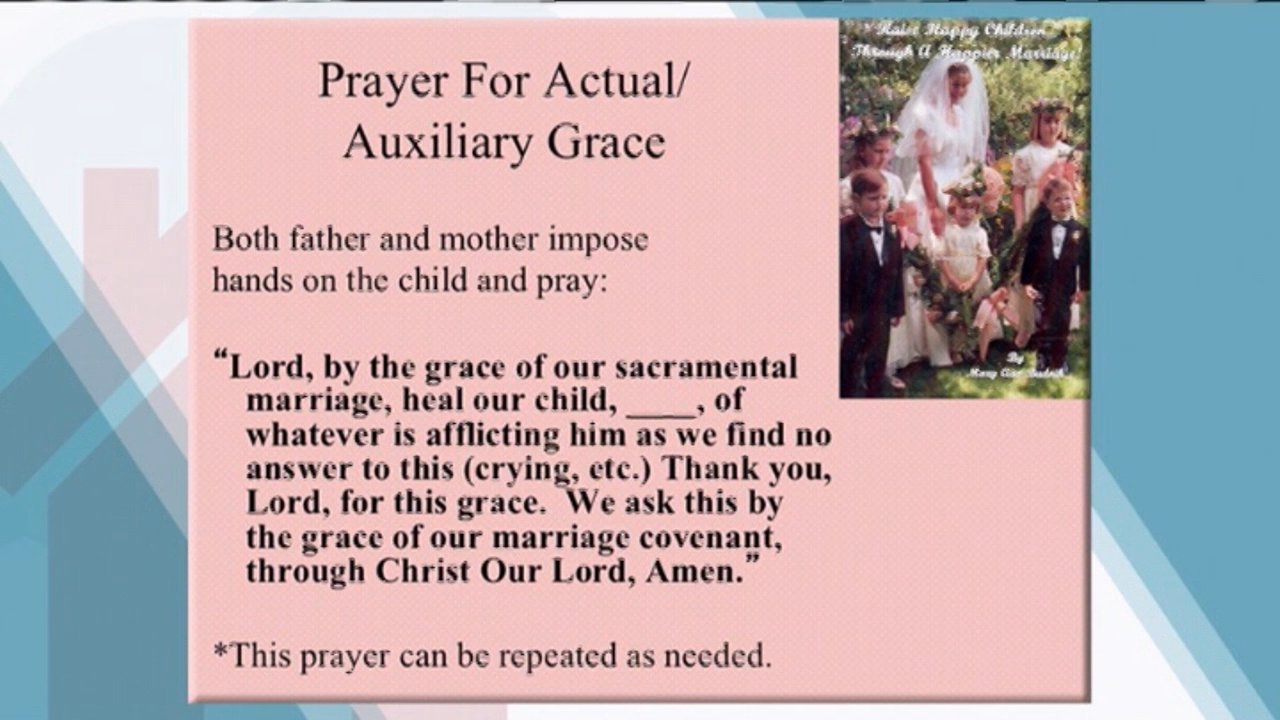 Prayer For Actual/
Auxiliary Grace
Both father and mother impose
hands on the child and pray:
“Lord, by the grace of our sacramental
marriage, heal our child, ____, of
whatever is afflicting him as we find no
answer to this (crying, etc.) Thank you,
Lord, for this grace.  We ask this by
the grace of our marriage covenant,
through Christ Our Lord, Amen.”
*This prayer can be repeated as needed.
"Raise Happy Children
Through A Happier Marriage!
By
Mary Ann